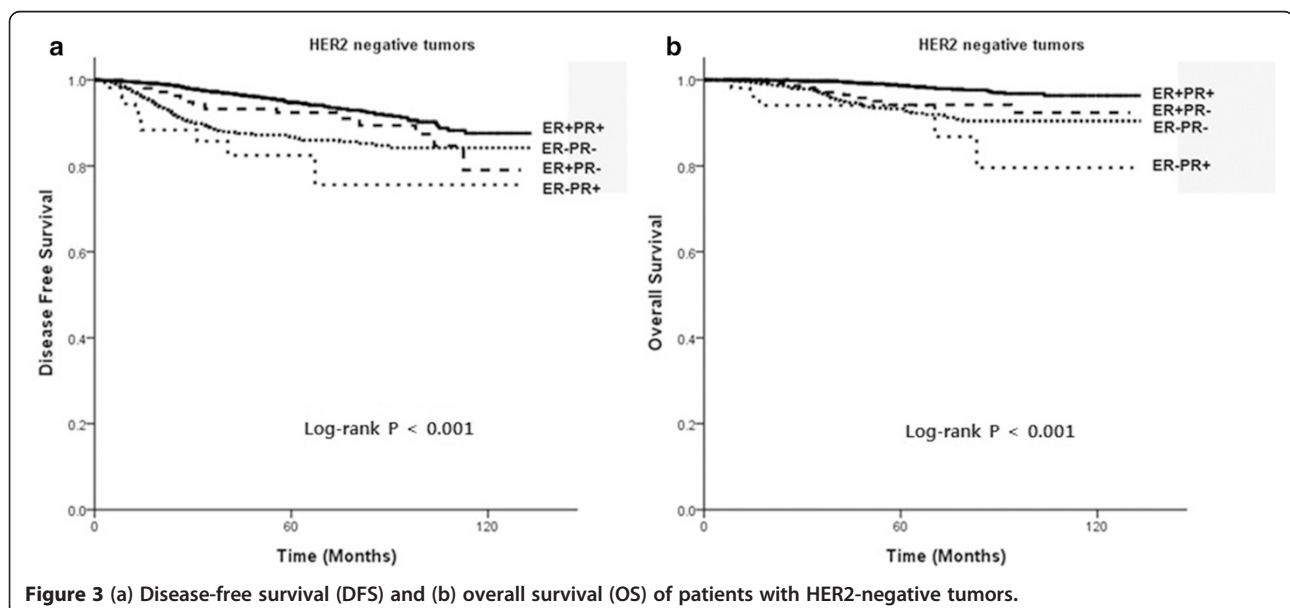 a
HER2 negative tumors
1.0
0.8
0.6
0.4
0.2
0.0
0
60
120
Disease Free Survival
Time (Months)
ER+PR+
ER-PR-
ER+PR-
ER-PR+
Log-rank P < 0.001
b
HER2 negative tumors
1.0
0.8
0.6
0.4
0.2
0.0
0
60
120
Overall Survival
Time (Months)
ER+PR+
ER+PR-
ER-PR-
ER-PR+
Log-rank P < 0.001
Figure 3 (a) Disease-free survival (DFS) and (b) overall survival (OS) of patients with HER2-negative tumors.